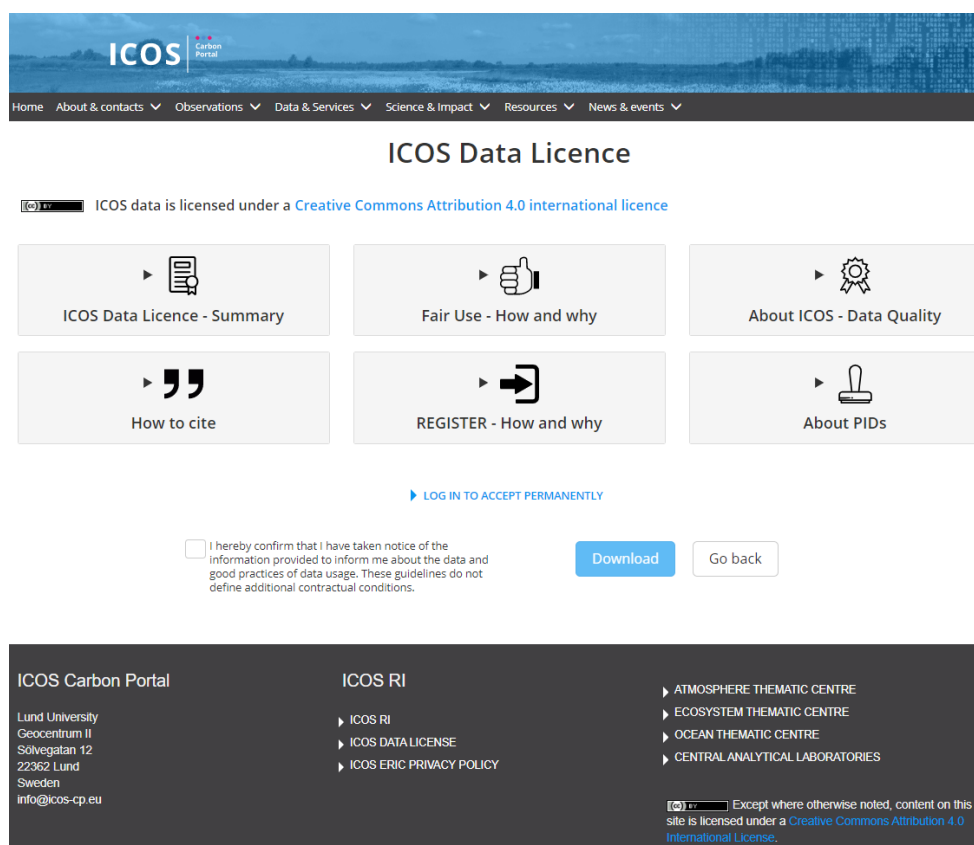 ICOS
Carbon
Portal
Home About & contacts Observations Data & Services Science & Impact Resources News & events
ICOS Data Licence
(cc) BY ICOS data is licensed under a Creative Commons Attribution 4.0 international licence
ICOS Data Licence - Summary
Fair Use - How and why
About ICOS - Data Quality
How to cite
REGISTER - How and why
About PIDs
LOG IN TO ACCEPT PERMANENTLY
I hereby confirm that I have taken notice of the
information provided to inform me about the data and
good practices of data usage. These guidelines do not
define additional contractual conditions.
Download
Go back
ICOS Carbon Portal
Lund University
Geocentrum II
Sölvegatan 12
22362 Lund
Sweden
info@icos-cp.eu
ICOS RI
ICOS RI
ICOS DATA LICENSE
ICOS ERIC PRIVACY POLICY
ATMOSPHERE THEMATIC CENTRE
ECOSYSTEM THEMATIC CENTRE
OCEAN THEMATIC CENTRE
CENTRAL ANALYTICAL LABORATORIES
(cc) BY Except where otherwise noted, content on this
site is licensed under a Creative Commons Attribution 4.0
International License.